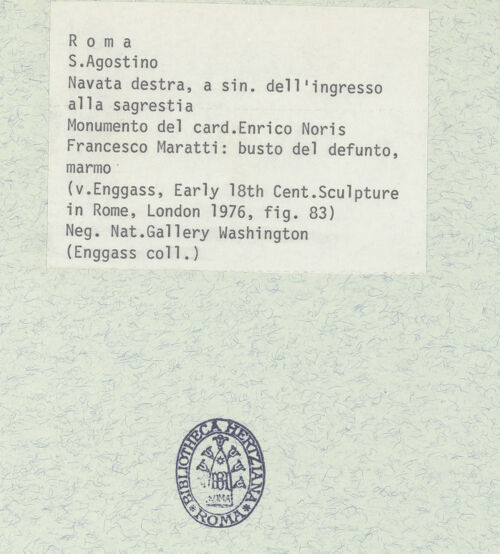 R o m a
S.Agostino
Navata destra, a sin. dell'ingresso
alla sagrestia
Monumento del card.Enrico Noris
Francesco Maratti: busto del defunto,
marmo
(v.Enggass, Early 18th Cent.Sculpture
in Rome, London 1976, fig. 83)
Neg. Nat.Gallery Washington
(Enggass coll.)
BIBLIOTHECA HERTZIANA
ROMA